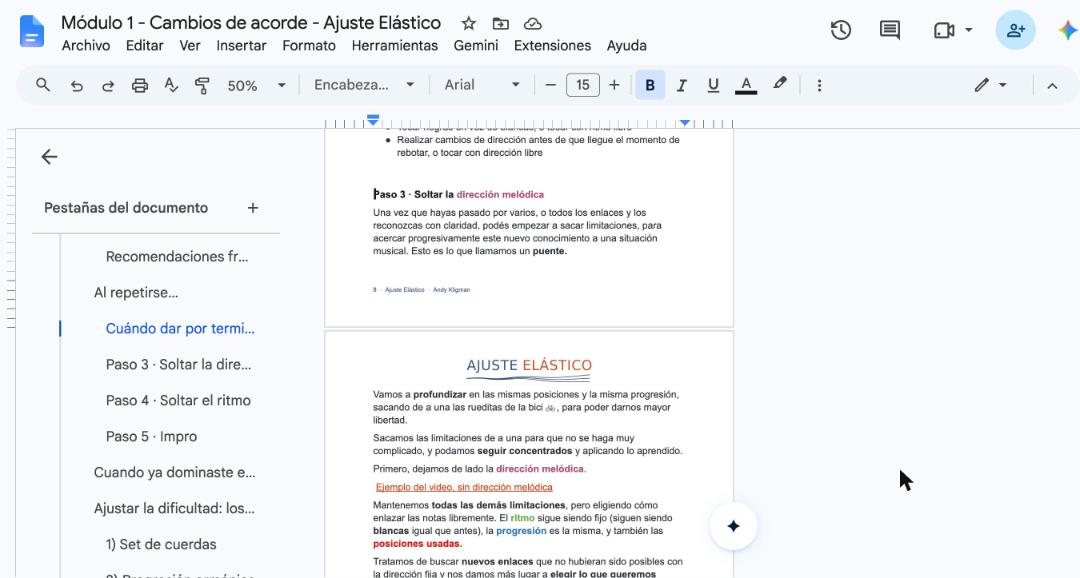 Módulo 1 - Cambios de acorde - Ajuste Elástico
Archivo Editar Ver Insertar Formato Herramientas Gemini Extensiones Ayuda
50% Encabeza... Arial 15 B I U A
Pestañas del documento
Recomendaciones fr...
Al repetirse...
Cuándo dar por termi...
Paso 3 · Soltar la dire...
Paso 4 · Soltar el ritmo
Paso 5 · Impro
Cuando ya dominaste e...
Ajustar la dificultad: los...
1) Set de cuerdas
● Realizar cambios de dirección antes de que llegue el momento de
rebotar, o tocar con dirección libre
Paso 3 · Soltar la dirección melódica
Una vez que hayas pasado por varios, o todos los enlaces y los
reconozcas con claridad, podés empezar a sacar limitaciones, para
acercar progresivamente este nuevo conocimiento a una situación
musical. Esto es lo que llamamos un puente.
8 · Ajuste Elástico · Andy Kligman
AJUSTE ELÁSTICO
Vamos a profundizar en las mismas posiciones y la misma progresión,
sacando de a una las rueditas de la bici 🚲, para poder darnos mayor
libertad.
Sacamos las limitaciones de a una para que no se haga muy
complicado, y podamos seguir concentrados y aplicando lo aprendido.
Primero, dejamos de lado la dirección melódica.
Ejemplo del video, sin dirección melódica
Mantenemos todas las demás limitaciones, pero eligiendo cómo
enlazar las notas libremente. El ritmo sigue siendo fijo (siguen siendo
blancas igual que antes), la progresión es la misma, y también las
posiciones usadas.
Tratamos de buscar nuevos enlaces que no hubieran sido posibles con
la dirección fija y nos damos más lugar a elegir lo que queremos